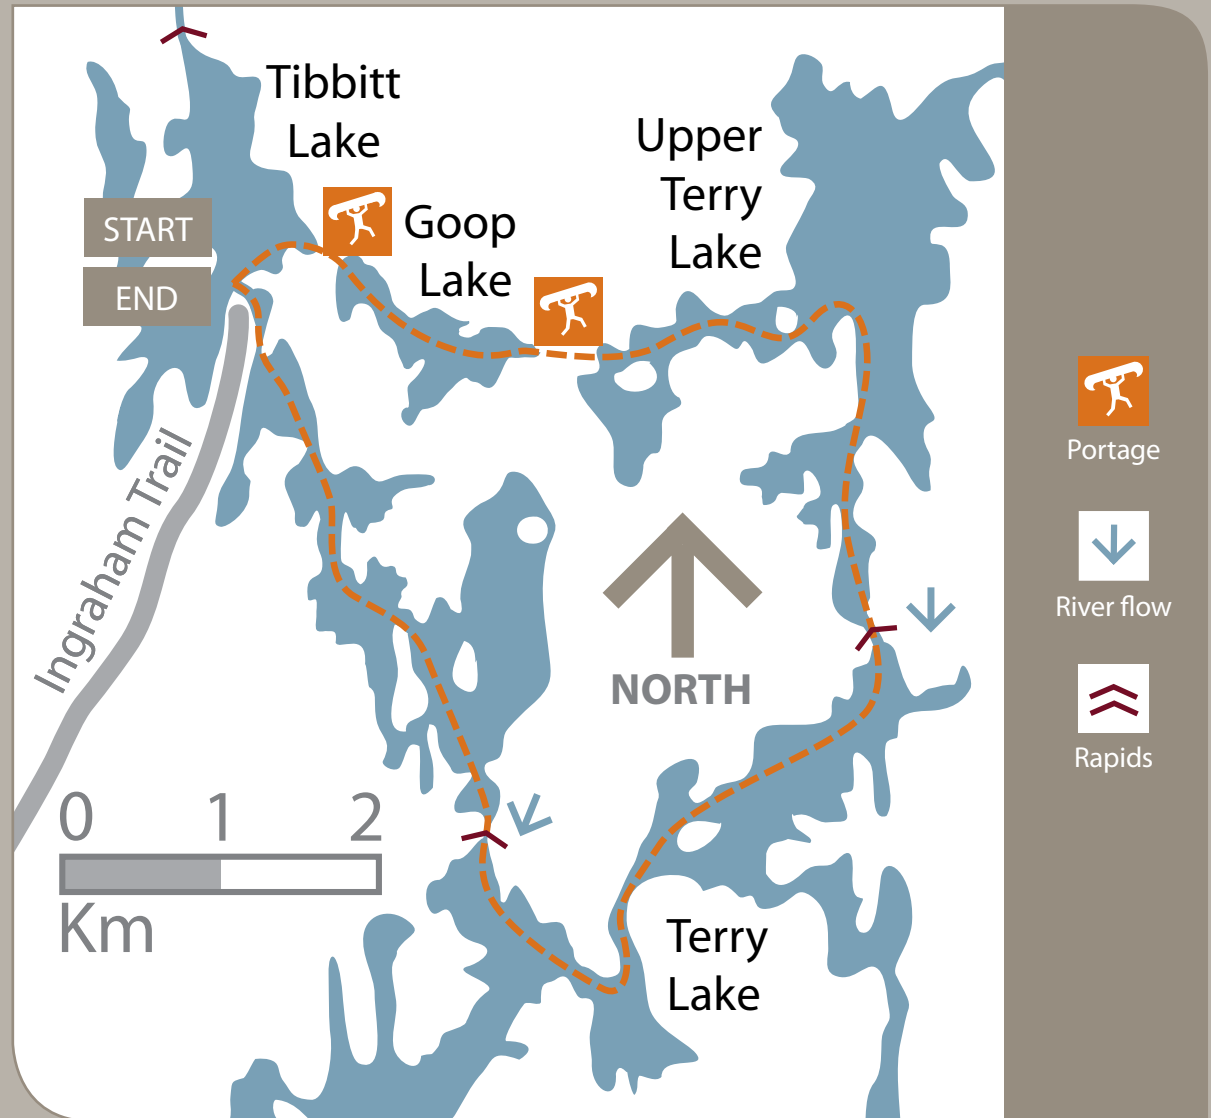 Tibbitt
Lake
Upper
Terry
Lake
START
END
Goop
Lake
Ingraham Trail
NORTH
0 1 2
Km
Terry
Lake
Portage
River flow
Rapids